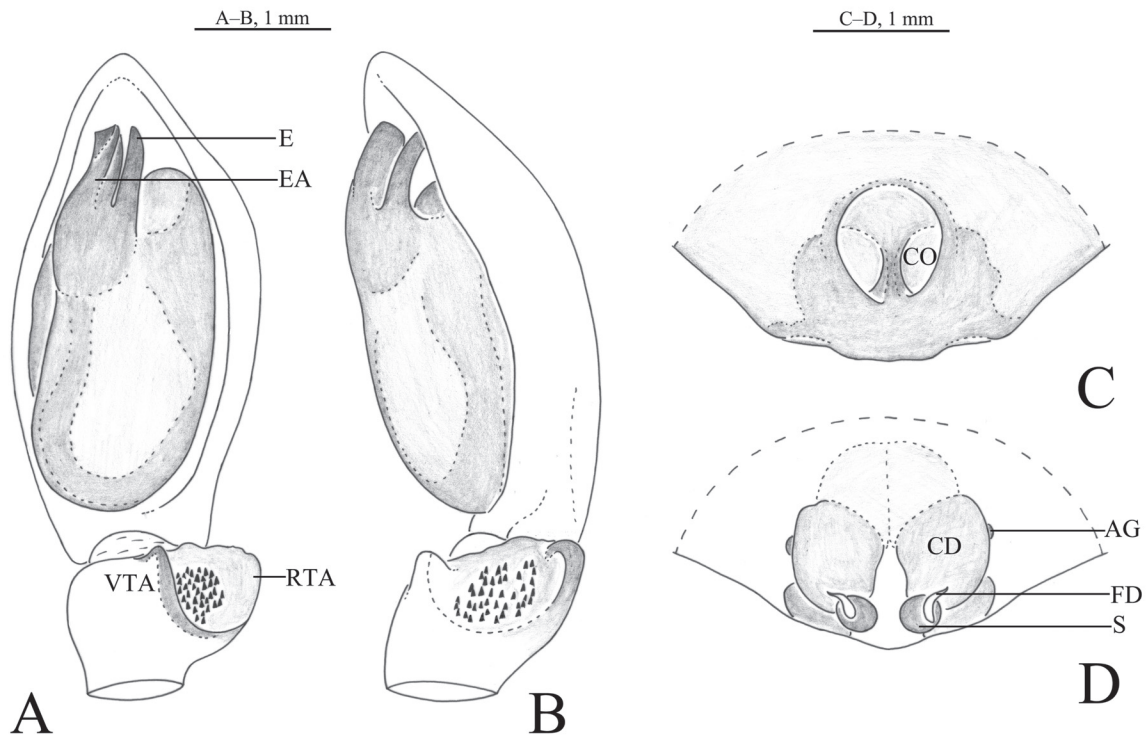 A–B, 1 mm
C–D, 1 mm
E
EA
CO
C
VTA
RTA
A
B
AG
CD
FD
S
D